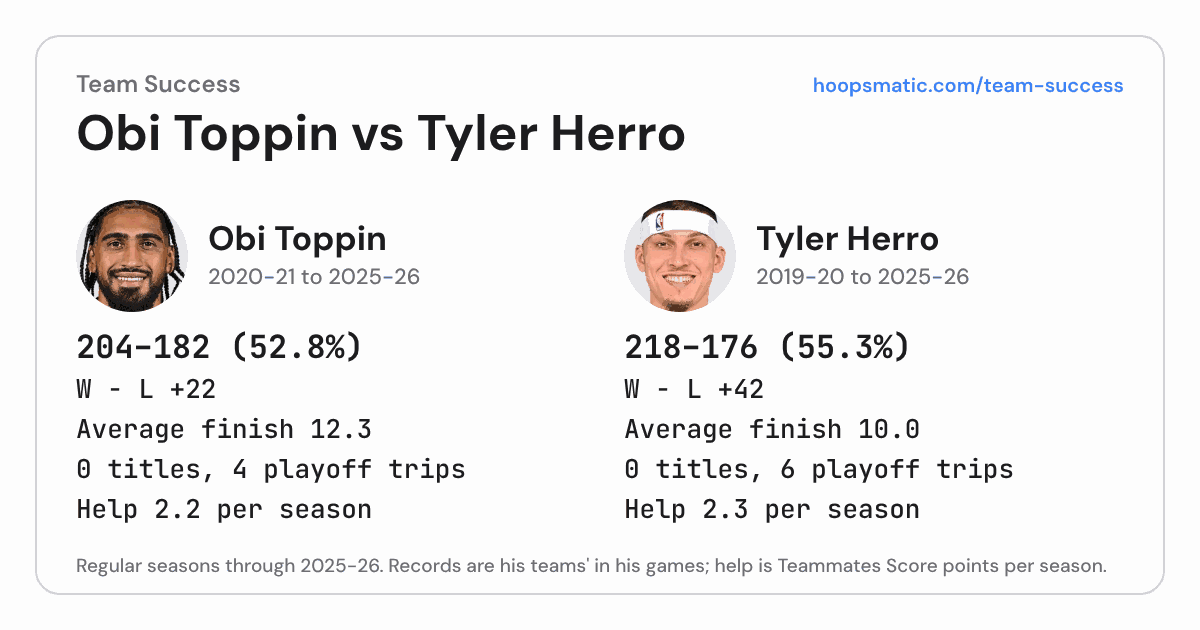 Team Success
hoopsmatic.com/team-success
Obi Toppin vs Tyler Herro
Obi Toppin
2020-21 to 2025-26
204-182 (52.8%)
W - L +22
Average finish 12.3
0 titles, 4 playoff trips
Help 2.2 per season
Tyler Herro
2019-20 to 2025-26
218-176 (55.3%)
W - L +42
Average finish 10.0
0 titles, 6 playoff trips
Help 2.3 per season
Regular seasons through 2025-26. Records are his teams' in his games; help is Teammates Score points per season.